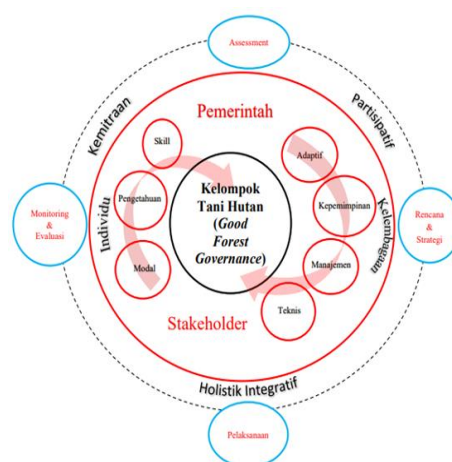 Assessment
Kemitraan
Partisipatif
Pemerintah
Skill
Adaptif
Pengetahuan
Individu
Kelompok
Tani Hutan
(Good
Forest
Governance)
Kepemimpinan
Kelembagaan
Monitoring
&
Evaluasi
Rencana
&
Strategi
Modal
Manajemen
Teknis
Stakeholder
Holistik Integratif
Pelaksanaan